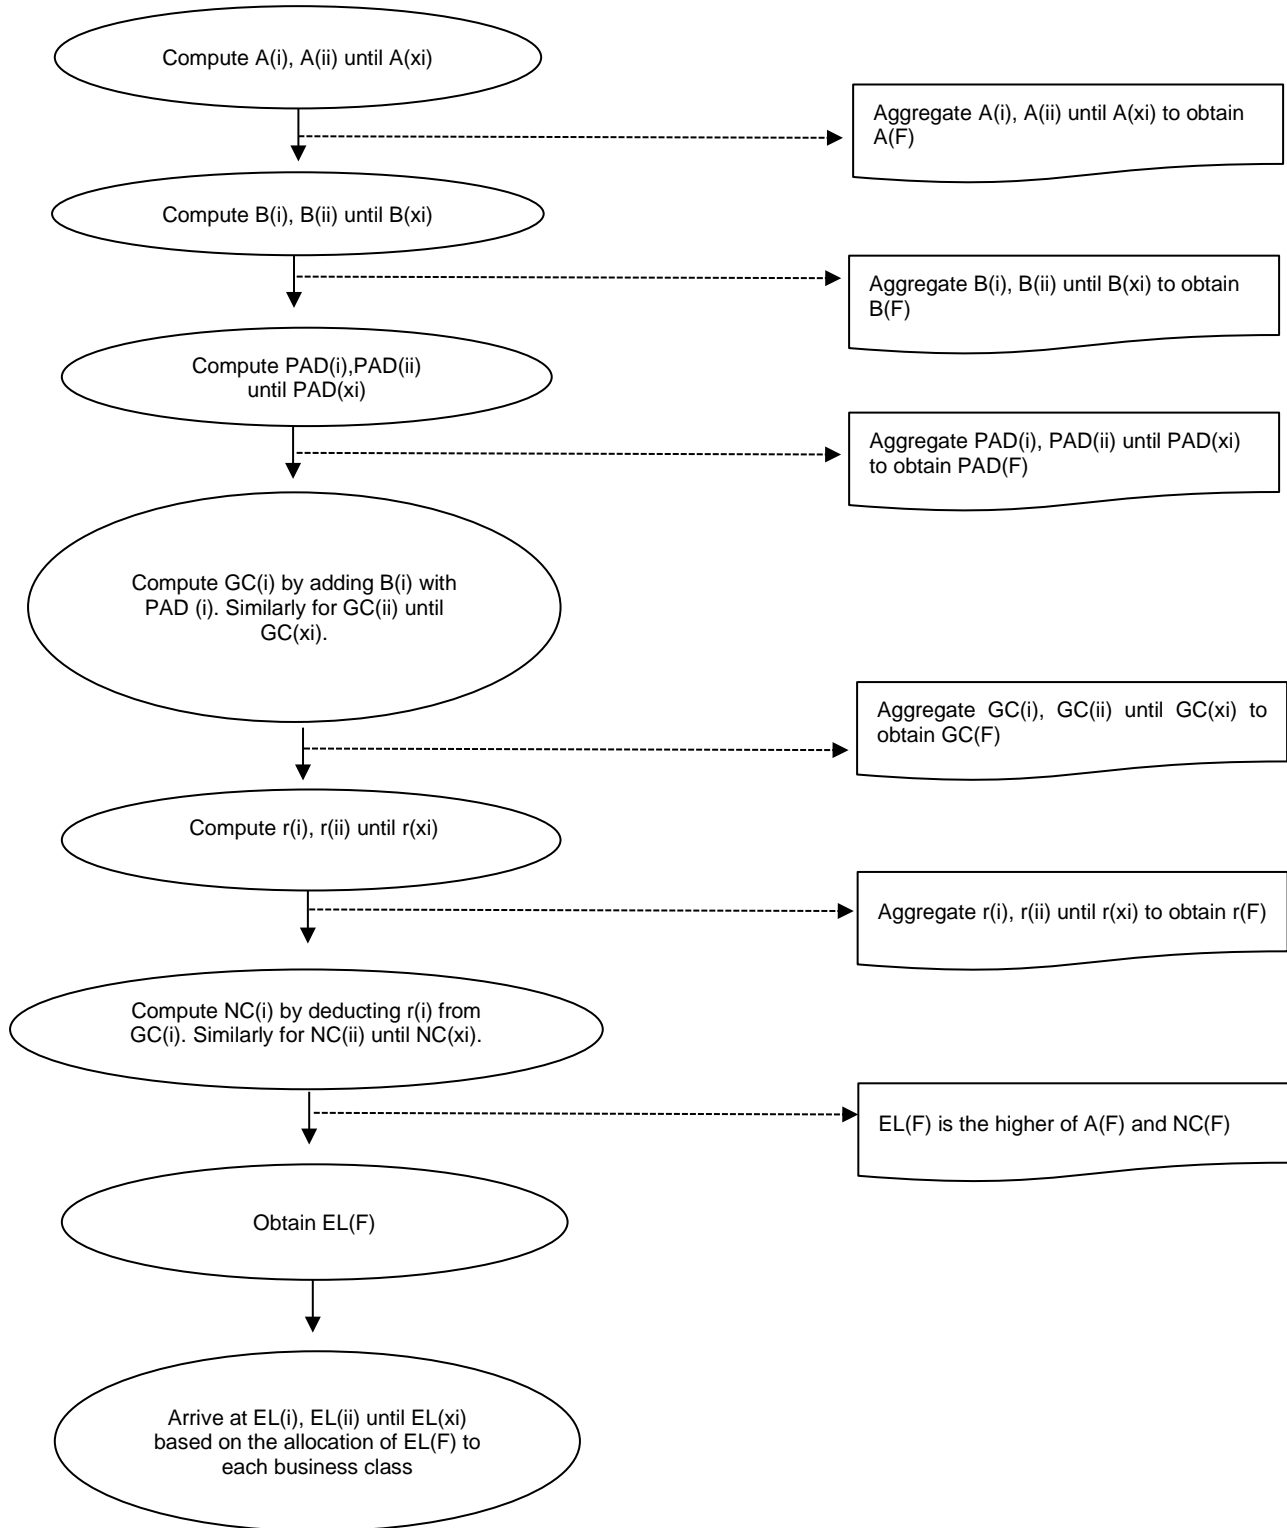 Compute A(i), A(ii) until A(xi)
Aggregate A(i), A(ii) until A(xi) to obtain
A(F)
Compute B(i), B(ii) until B(xi)
Aggregate B(i), B(ii) until B(xi) to obtain
B(F)
Compute PAD(i),PAD(ii)
until PAD(xi)
Aggregate PAD(i), PAD(ii) until PAD(xi)
to obtain PAD(F)
Compute GC(i) by adding B(i) with
PAD (i). Similarly for GC(ii) until
GC(xi).
Aggregate GC(i), GC(ii) until GC(xi) to
obtain GC(F)
Compute r(i), r(ii) until r(xi)
Aggregate r(i), r(ii) until r(xi) to obtain r(F)
Compute NC(i) by deducting r(i) from
GC(i). Similarly for NC(ii) until NC(xi).
EL(F) is the higher of A(F) and NC(F)
Obtain EL(F)
Arrive at EL(i), EL(ii) until EL(xi)
based on the allocation of EL(F) to
each business class